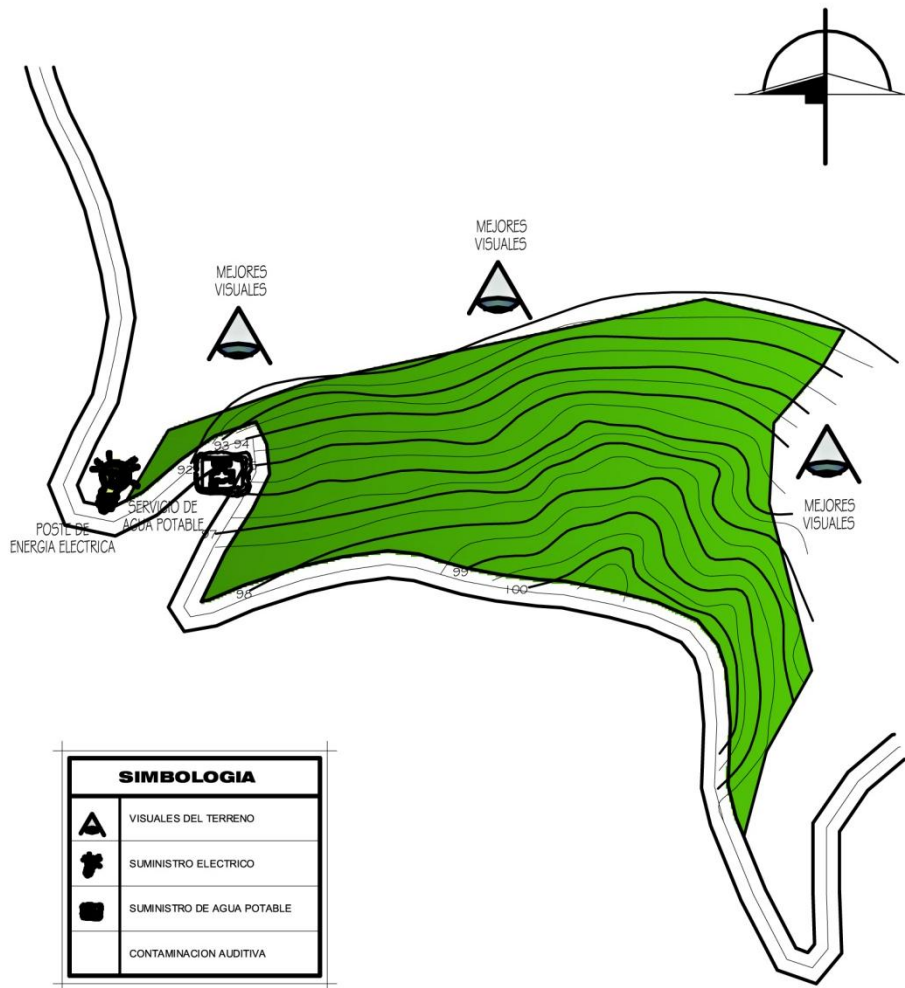 MEJORES
VISUALES
MEJORES
VISUALES
93 94
92
SERVICIO DE
AGUA POTABLE
POSTE DE
ENERGIA ELECTRICA
MEJORES
VISUALES
97
98
99
100
SIMBOLOGIA
VISUALES DEL TERRENO
SUMINISTRO ELECTRICO
SUMINISTRO DE AGUA POTABLE
CONTAMINACION AUDITIVA